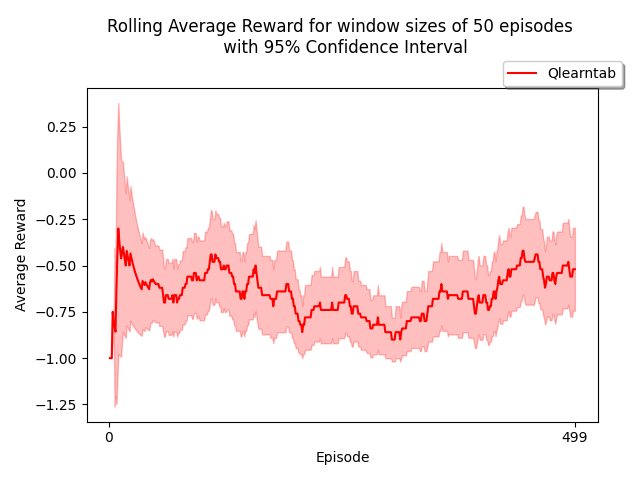 Rolling Average Reward for window sizes of 50 episodes
with 95% Confidence Interval
Qlearntab
0.25
0.00
−0.25
−0.50
−0.75
−1.00
−1.25
Average Reward
0
499
Episode